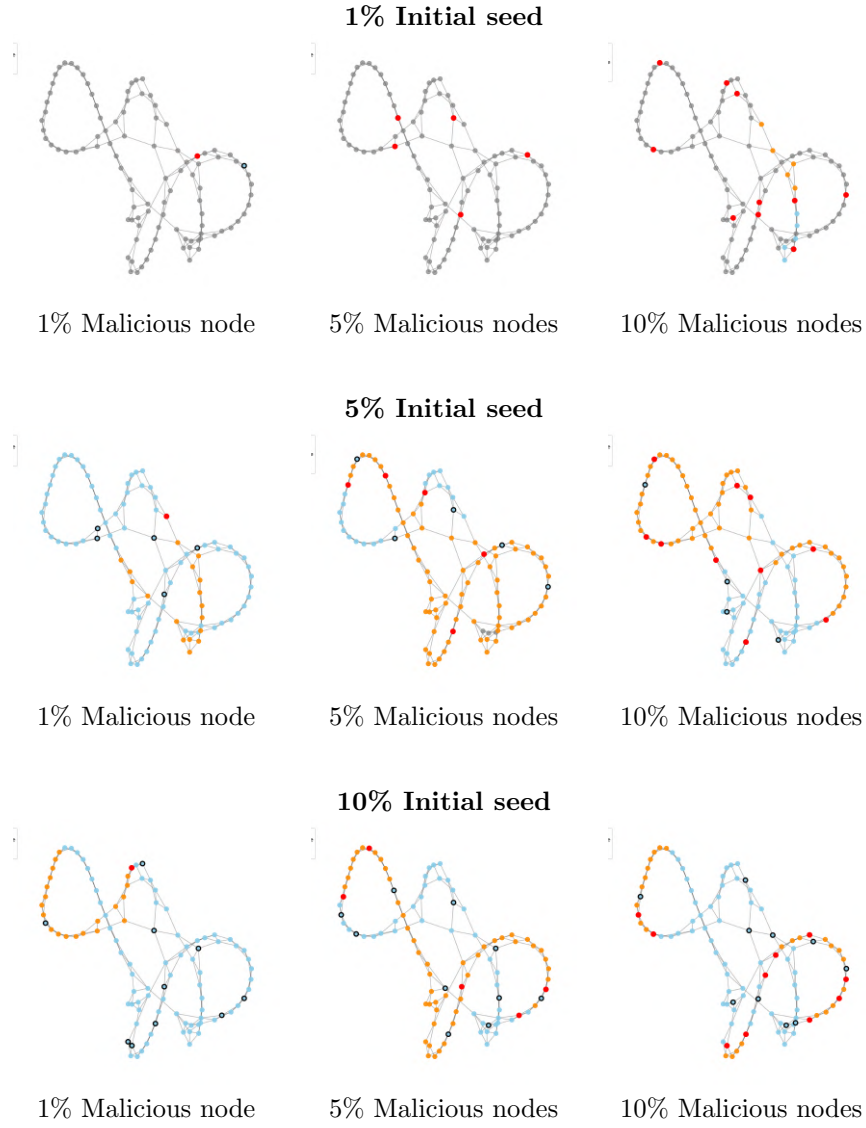 1% Initial seed
1% Malicious node 5% Malicious nodes 10% Malicious nodes
5% Initial seed
1% Malicious node 5% Malicious nodes 10% Malicious nodes
10% Initial seed
1% Malicious node 5% Malicious nodes 10% Malicious nodes